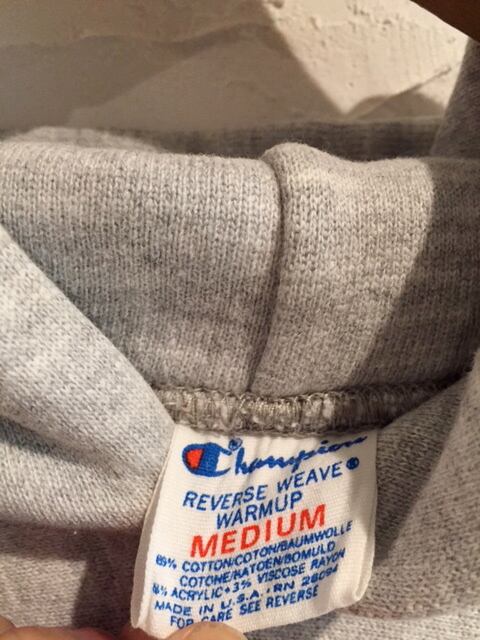 Champion®
REVERSE WEAVE®
WARMUP
MEDIUM
89% COTTON/COTON/BAUMWOLLE
COTONE/KATOEN/BOMULD
8% ACRYLIC•3% VISCOSE RAYON
MADE IN U.S.A. RN 26094
FOR CARE SEE REVERSE